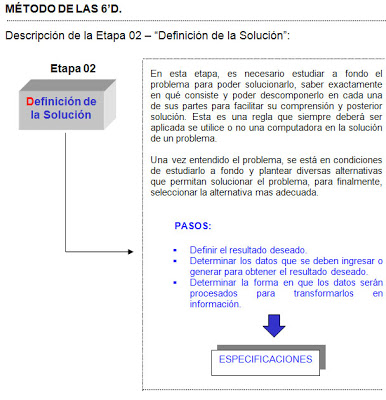 MÉTODO DE LAS 6'D.
Descripción de la Etapa 02 – “Definición de la Solución”:
Etapa 02
Definición de
la Solución
En esta etapa, es necesario estudiar a fondo el
problema para poder solucionarlo, saber exactamente
en qué consiste y poder descomponerlo en cada una
de sus partes para facilitar su comprensión y posterior
solución. Esta es una regla que siempre deberá ser
aplicada se utilice o no una computadora en la solución
de un problema.
Una vez entendido el problema, se está en condiciones
de estudiarlo a fondo y plantear diversas alternativas
que permitan solucionar el problema, para finalmente,
seleccionar la alternativa mas adecuada.
PASOS:
▪ Definir el resultado deseado.
▪ Determinar los datos que se deben ingresar o
generar para obtener el resultado deseado.
▪ Determinar la forma en que los datos serán
procesados para transformarlos en
información.
ESPECIFICACIONES